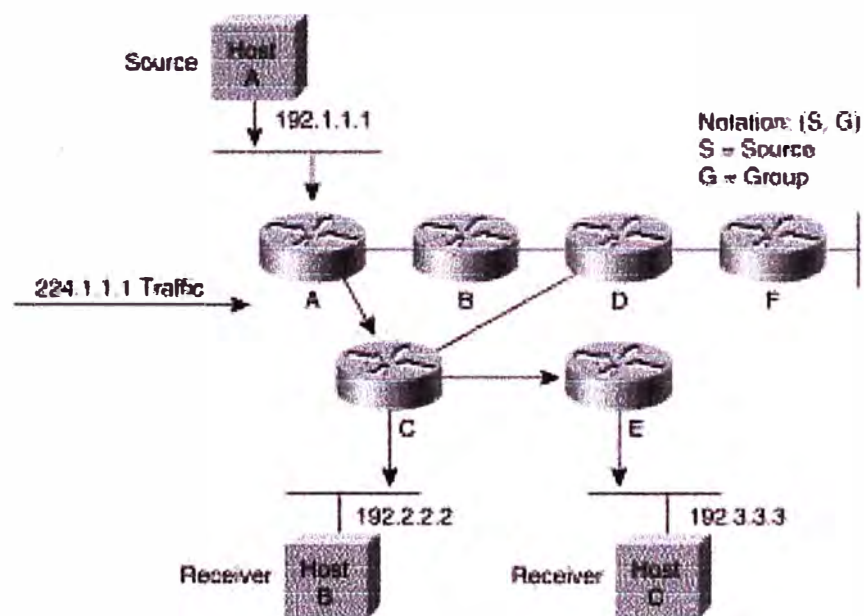 Source
Host
A
192.1.1.1
Notation: (S, G)
S = Source
G = Group
224.1.1.1 Traffic
A
B
D
F
C
E
192.2.2.2
192.3.3.3
Receiver
Host
B
Receiver
Host